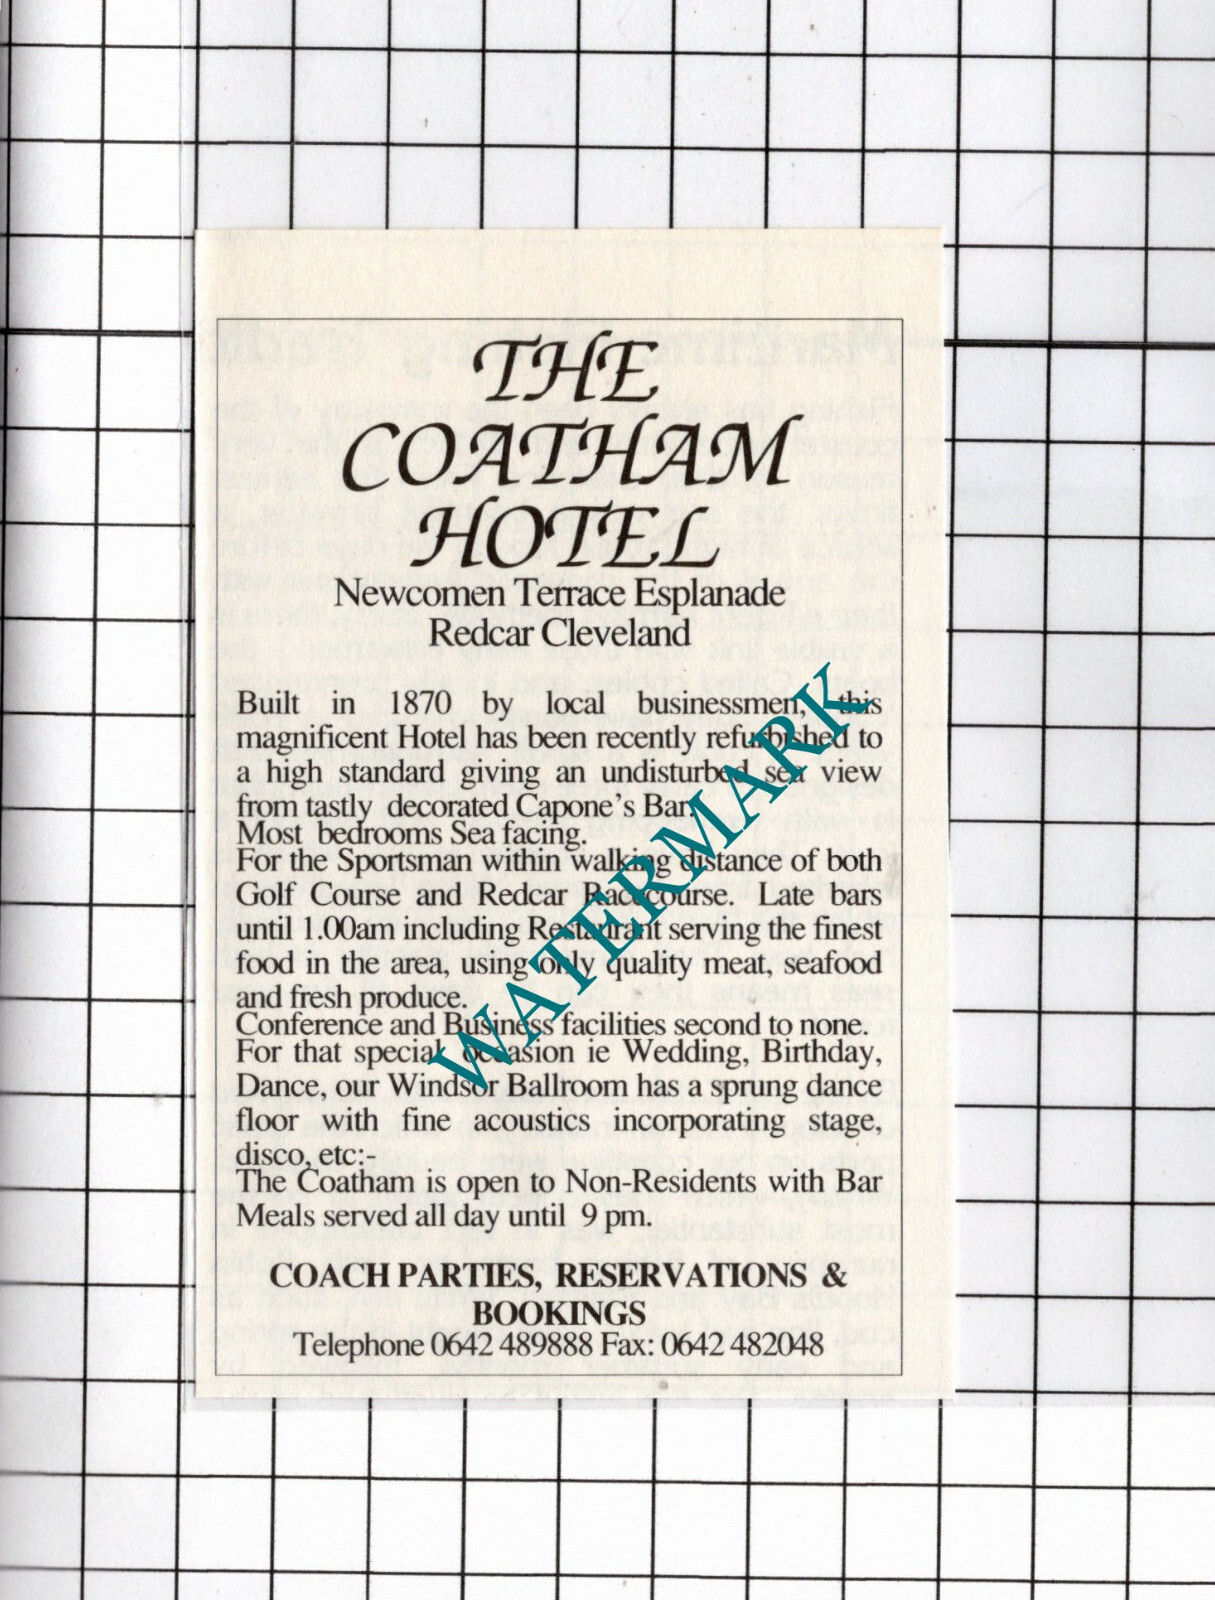 THE
COATHAM
HOTEL
Newcomen Terrace Esplanade
Redcar Cleveland
Built in 1870 by local businessmen, this
magnificent Hotel has been recently refurbished to
a high standard giving an undisturbed sea view
from tastly decorated Capone's Bar.
Most bedrooms Sea facing.
For the Sportsman within walking distance of both
Golf Course and Redcar Racecourse. Late bars
until 1.00am including Restaurant serving the finest
food in the area, using only quality meat, seafood
and fresh produce.
Conference and Business facilities second to none.
For that special occasion ie Wedding, Birthday,
Dance, our Windsor Ballroom has a sprung dance
floor with fine acoustics incorporating stage,
disco, etc:-
The Coatham is open to Non-Residents with Bar
Meals served all day until 9 pm.
COACH PARTIES, RESERVATIONS &
BOOKINGS
Telephone 0642 489888 Fax: 0642 482048
WATERMARK